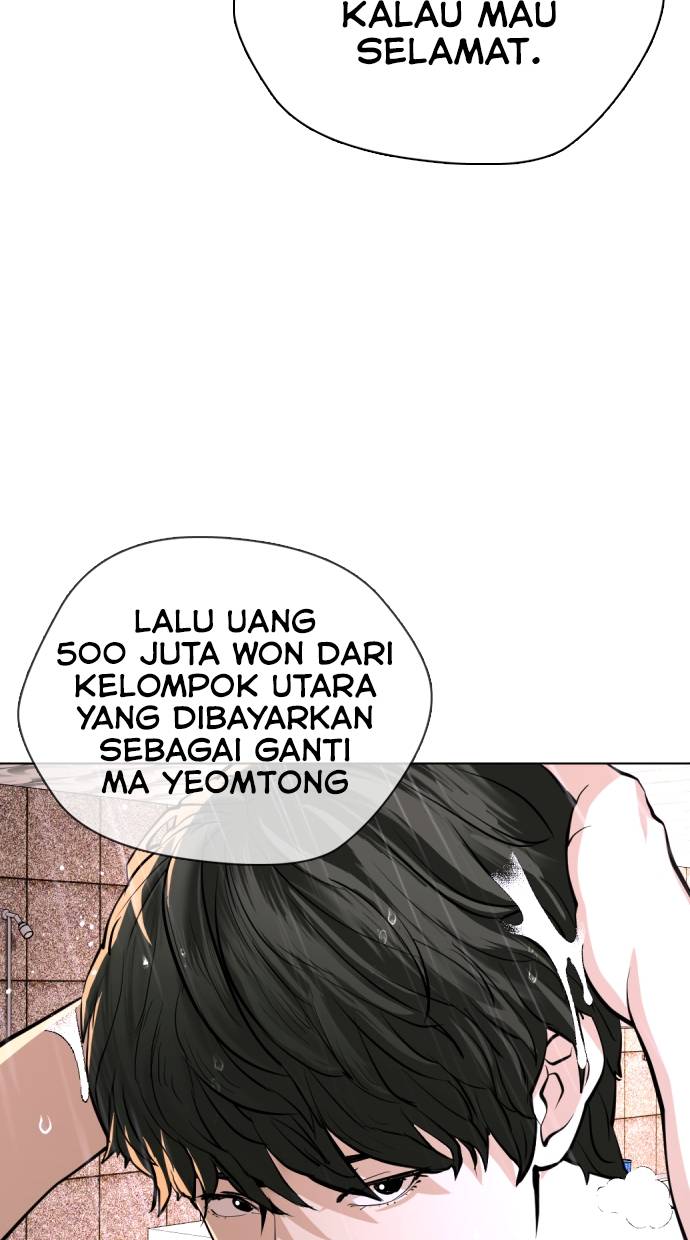 KALAU MAU
SELAMAT.
LALU UANG
500 JUTA WON DARI
KELOMPOK UTARA
YANG DIBAYARKAN
SEBAGAI GANTI
MA YEOMTONG